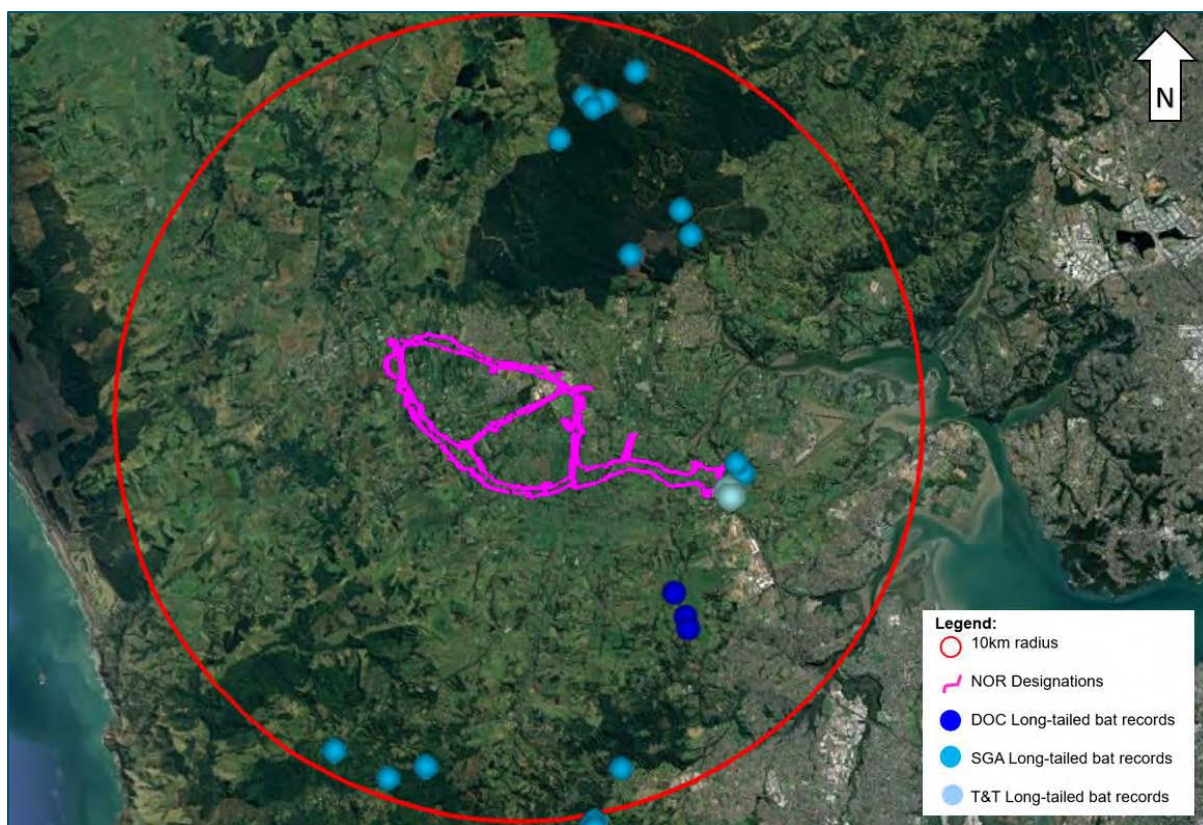 N
Legend:
10km radius
NOR Designations
DOC Long-tailed bat records
SGA Long-tailed bat records
T&T Long-tailed bat records